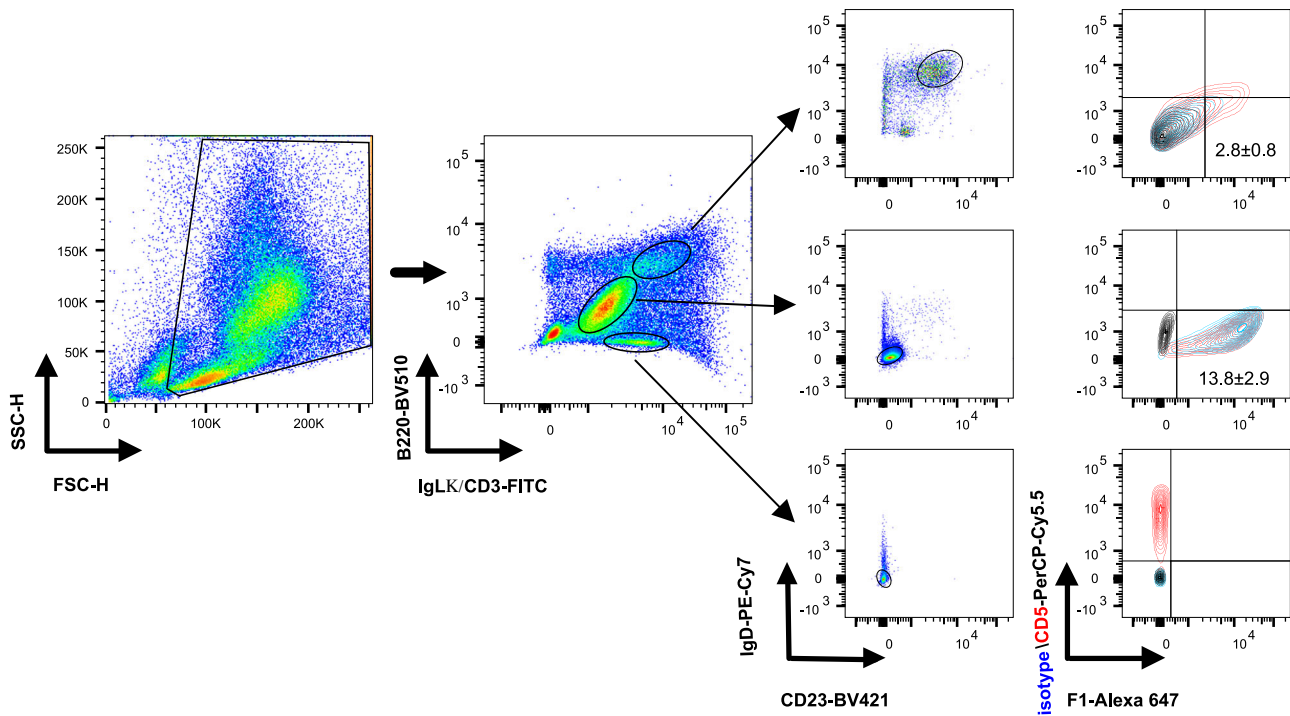 250K
200K
150K
100K
50K
0
0 100K 200K
SSC-H
FSC-H
10 5
10 4
10 3
0
-10 3
0 10 4 10 5
B220-BV510
IgLK/CD3-FITC
10 5
10 4
10 3
0
-10 3
0 10 4
10 5
10 4
10 3
0
-10 3
0 10 4
2.8±0.8
10 5
10 4
10 3
0
-10 3
0 10 4
10 5
10 4
10 3
0
-10 3
0 10 4
13.8±2.9
10 5
10 4
10 3
0
-10 3
0 10 4
IgD-PE-Cy7
CD23-BV421
10 5
10 4
10 3
0
-10 3
0 10 4
isotype\CD5-PerCP-Cy5.5
F1-Alexa 647